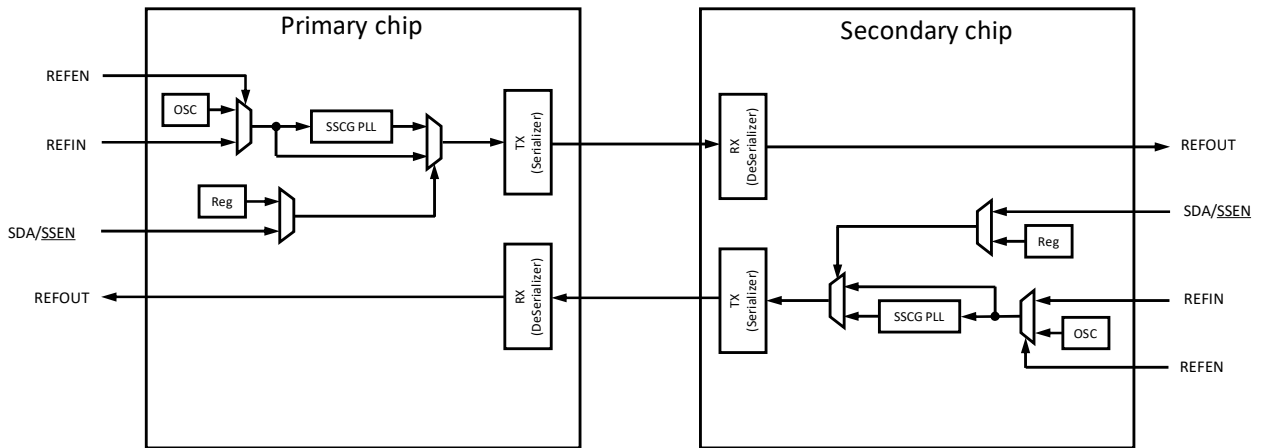 Primary chip
Secondary chip
REFEN
OSC
SSCG PLL
REFIN
TX
(Serializer)
RX
(DeSerializer)
REFOUT
Reg
SDA/SSEN
SDA/SSEN
Reg
REFOUT
RX
(DeSerializer)
TX
(Serializer)
SSCG PLL
REFIN
OSC
REFEN